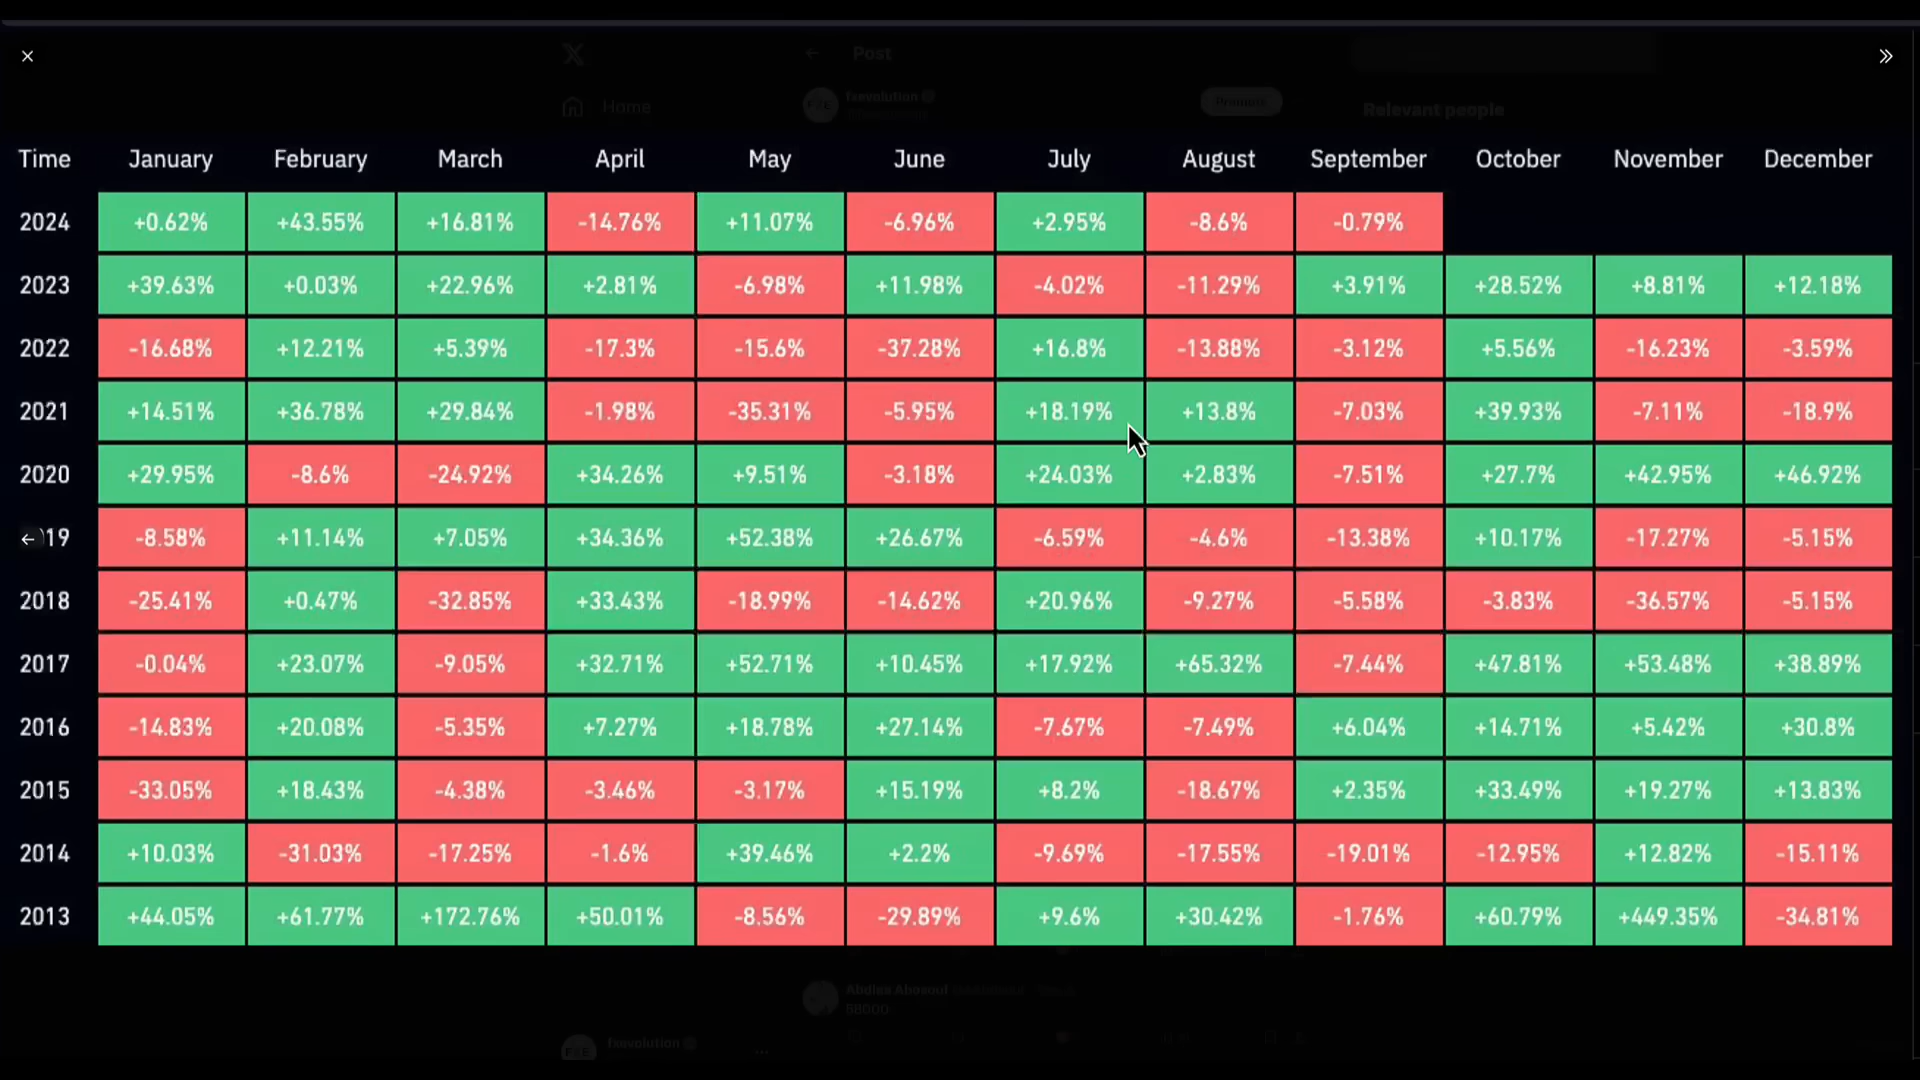 Post
fxevolution
Home
Promote
Relevant people
Time January February March April May June July August September October November December
2024 +0.62% +43.55% +16.81% -14.76% +11.07% -6.96% +2.95% -8.6% -0.79%
2023 +39.63% +0.03% +22.96% +2.81% -6.98% +11.98% -4.02% -11.29% +3.91% +28.52% +8.81% +12.18%
2022 -16.68% +12.21% +5.39% -17.3% -15.6% -37.28% +16.8% -13.88% -3.12% +5.56% -16.23% -3.59%
2021 +14.51% +36.78% +29.84% -1.98% -35.31% -5.95% +18.19% +13.8% -7.03% +39.93% -7.11% -18.9%
2020 +29.95% -8.6% -24.92% +34.26% +9.51% -3.18% +24.03% +2.83% -7.51% +27.7% +42.95% +46.92%
19 -8.58% +11.14% +7.05% +34.36% +52.38% +26.67% -6.59% -4.6% -13.38% +10.17% -17.27% -5.15%
2018 -25.41% +0.47% -32.85% +33.43% -18.99% -14.62% +20.96% -9.27% -5.58% -3.83% -36.57% -5.15%
2017 -0.04% +23.07% -9.05% +32.71% +52.71% +10.45% +17.92% +65.32% -7.44% +47.81% +53.48% +38.89%
2016 -14.83% +20.08% -5.35% +7.27% +18.78% +27.14% -7.67% -7.49% +6.04% +14.71% +5.42% +30.8%
2015 -33.05% +18.43% -4.38% -3.46% -3.17% +15.19% +8.2% -18.67% +2.35% +33.49% +19.27% +13.83%
2014 +10.03% -31.03% -17.25% -1.6% +39.46% +2.2% -9.69% -17.55% -19.01% -12.95% +12.82% -15.11%
2013 +44.05% +61.77% +172.76% +50.01% -8.56% -29.89% +9.6% +30.42% -1.76% +60.79% +449.35% -34.81%
68000
fxevolution